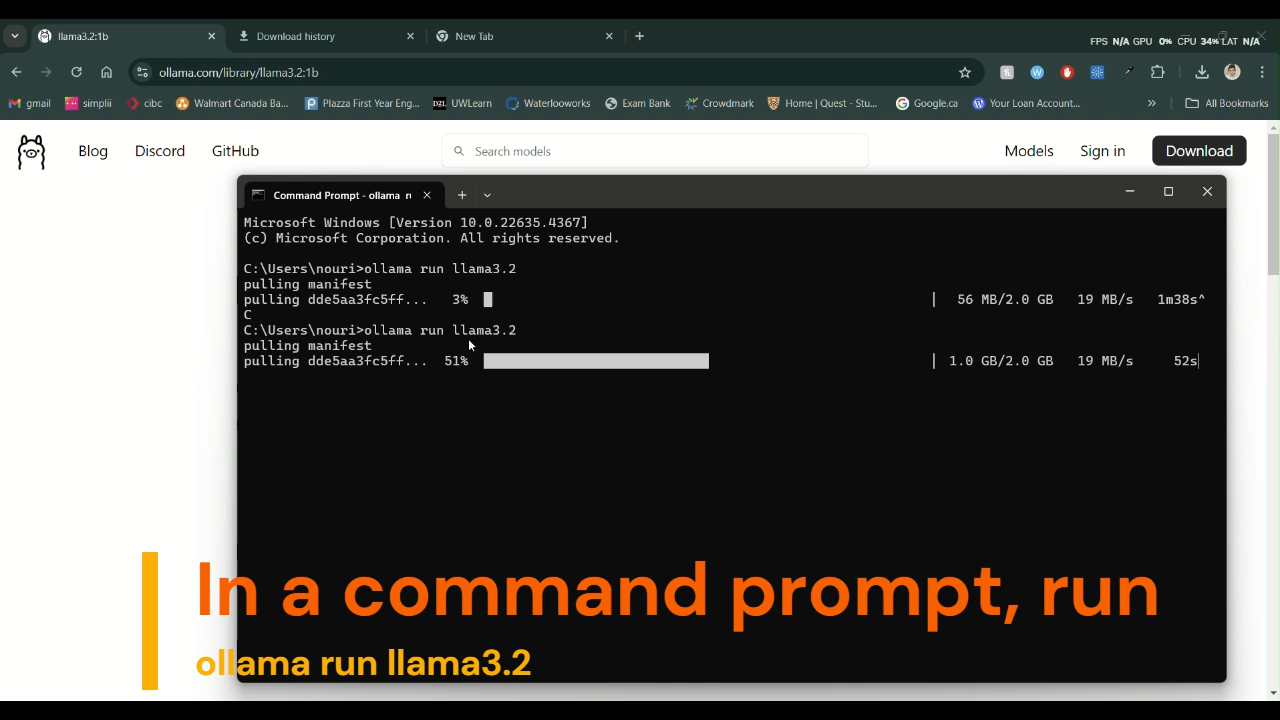 llama3.2:1b
Download history
New Tab
FPS N/A GPU 0% CPU 34% LAT N/A
ollama.com/library/llama3.2:1b
gmail
simplii
cibc
Walmart Canada Ba...
Plazza First Year Eng...
D2L UWLearn
Waterlooworks
Exam Bank
Crowdmark
Home | Quest - Stu...
Google.ca
Your Loan Account...
» All Bookmarks
Blog Discord GitHub
Search models
Models Sign in Download
Command Prompt - ollama r
Microsoft Windows [Version 10.0.22635.4367]
(c) Microsoft Corporation. All rights reserved.
C:\Users\nouri>ollama run llama3.2
pulling manifest
pulling dde5aa3fc5ff... 3% | 56 MB/2.0 GB 19 MB/s 1m38s^
C
C:\Users\nouri>ollama run llama3.2
pulling manifest
pulling dde5aa3fc5ff... 51% | 1.0 GB/2.0 GB 19 MB/s 52s
In a command prompt, run
ollama run llama3.2